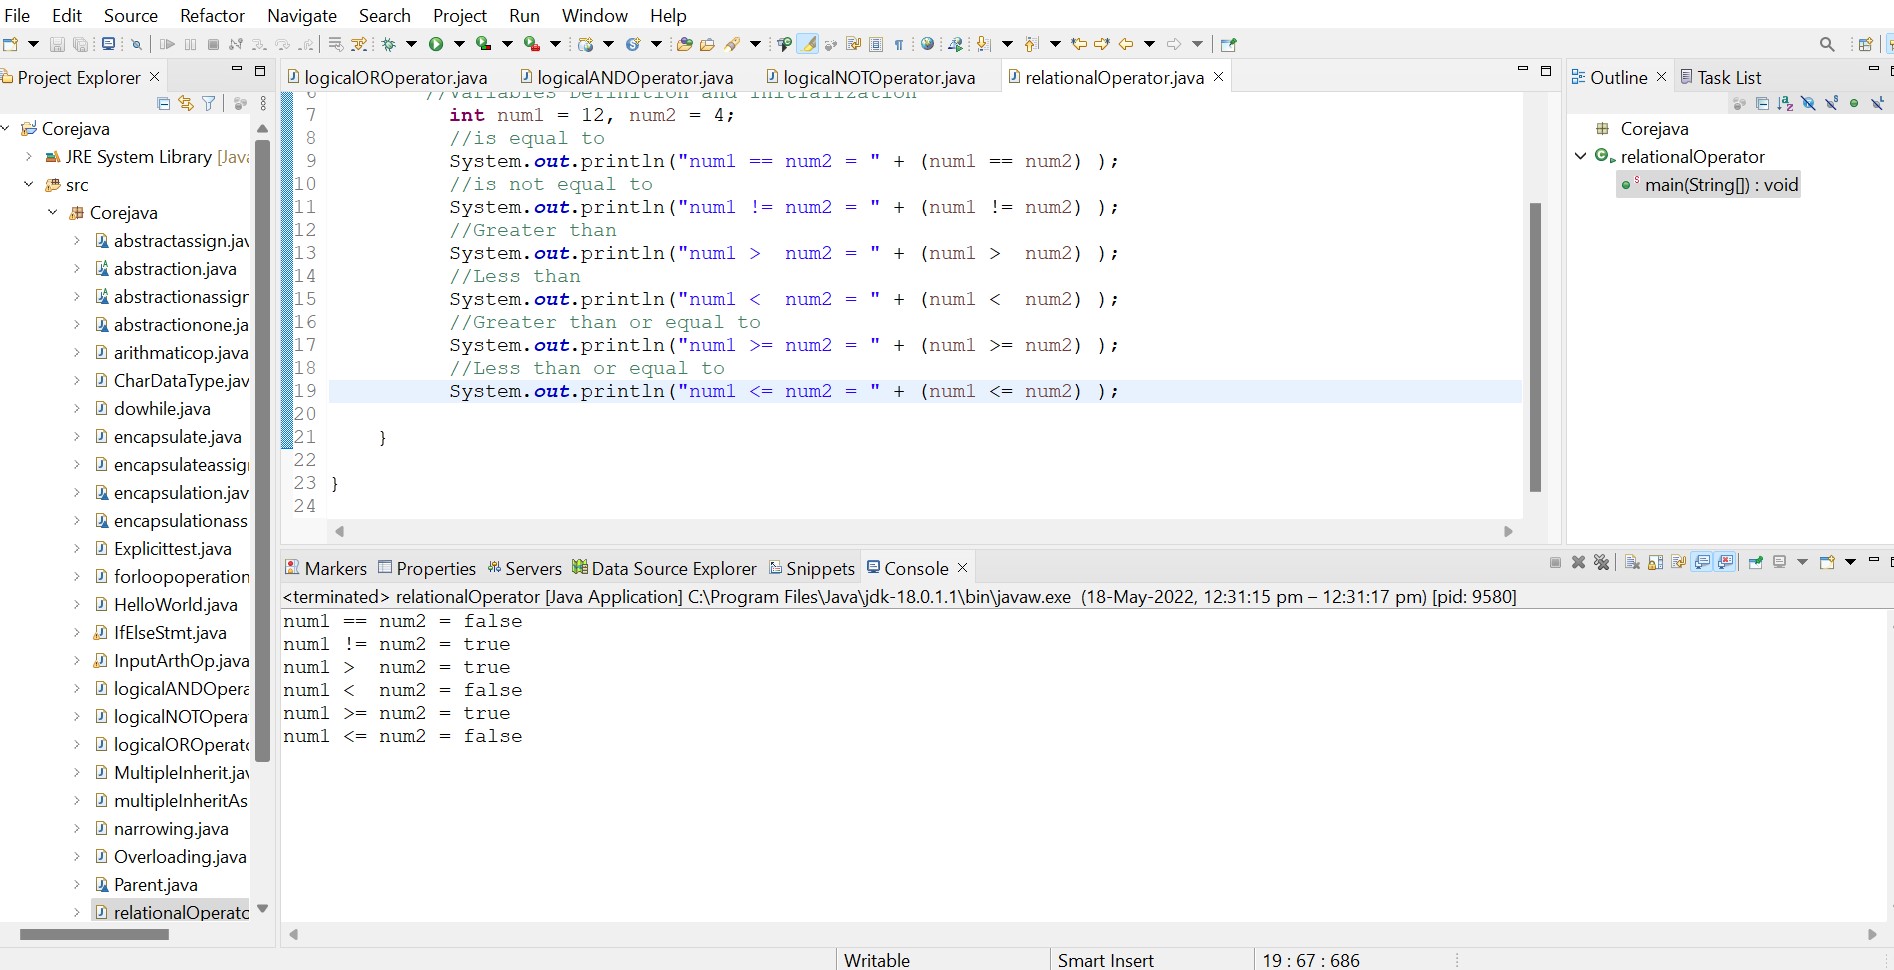 File Edit Source Refactor Navigate Search Project Run Window Help
Project Explorer
Corejava
JRE System Library [Java
src
Corejava
abstractassign.jav
abstraction.java
abstractionassign
abstractionone.ja
arithmaticop.java
CharDataType.jav
dowhile.java
encapsulate.java
encapsulateassig
encapsulation.jav
encapsulationass
Explicittest.java
forloopoperation
HelloWorld.java
IfElseStmt.java
InputArthOp.java
logicalANDOpera
logicalNOTOpera
logicalOROperato
MultipleInherit.jav
multipleInheritAs
narrowing.java
Overloading.java
Parent.java
relationalOperato
logicalOROperator.java logicalANDOperator.java logicalNOTOperator.java relationalOperator.java
6 //Variables Definition and Initialization
7 int num1 = 12, num2 = 4;
8 //is equal to
9 System.out.println("num1 == num2 = " + (num1 == num2) );
10 //is not equal to
11 System.out.println("num1 != num2 = " + (num1 != num2) );
12 //Greater than
13 System.out.println("num1 >  num2 = " + (num1 >  num2) );
14 //Less than
15 System.out.println("num1 <  num2 = " + (num1 <  num2) );
16 //Greater than or equal to
17 System.out.println("num1 >= num2 = " + (num1 >= num2) );
18 //Less than or equal to
19 System.out.println("num1 <= num2 = " + (num1 <= num2) );
20
21 }
22
23 }
24
Outline Task List
Corejava
relationalOperator
main(String[]) : void
Markers Properties Servers Data Source Explorer Snippets Console
<terminated> relationalOperator [Java Application] C:\Program Files\Java\jdk-18.0.1.1\bin\javaw.exe (18-May-2022, 12:31:15 pm – 12:31:17 pm) [pid: 9580]
num1 == num2 = false
num1 != num2 = true
num1 >  num2 = true
num1 <  num2 = false
num1 >= num2 = true
num1 <= num2 = false
Writable Smart Insert 19 : 67 : 686